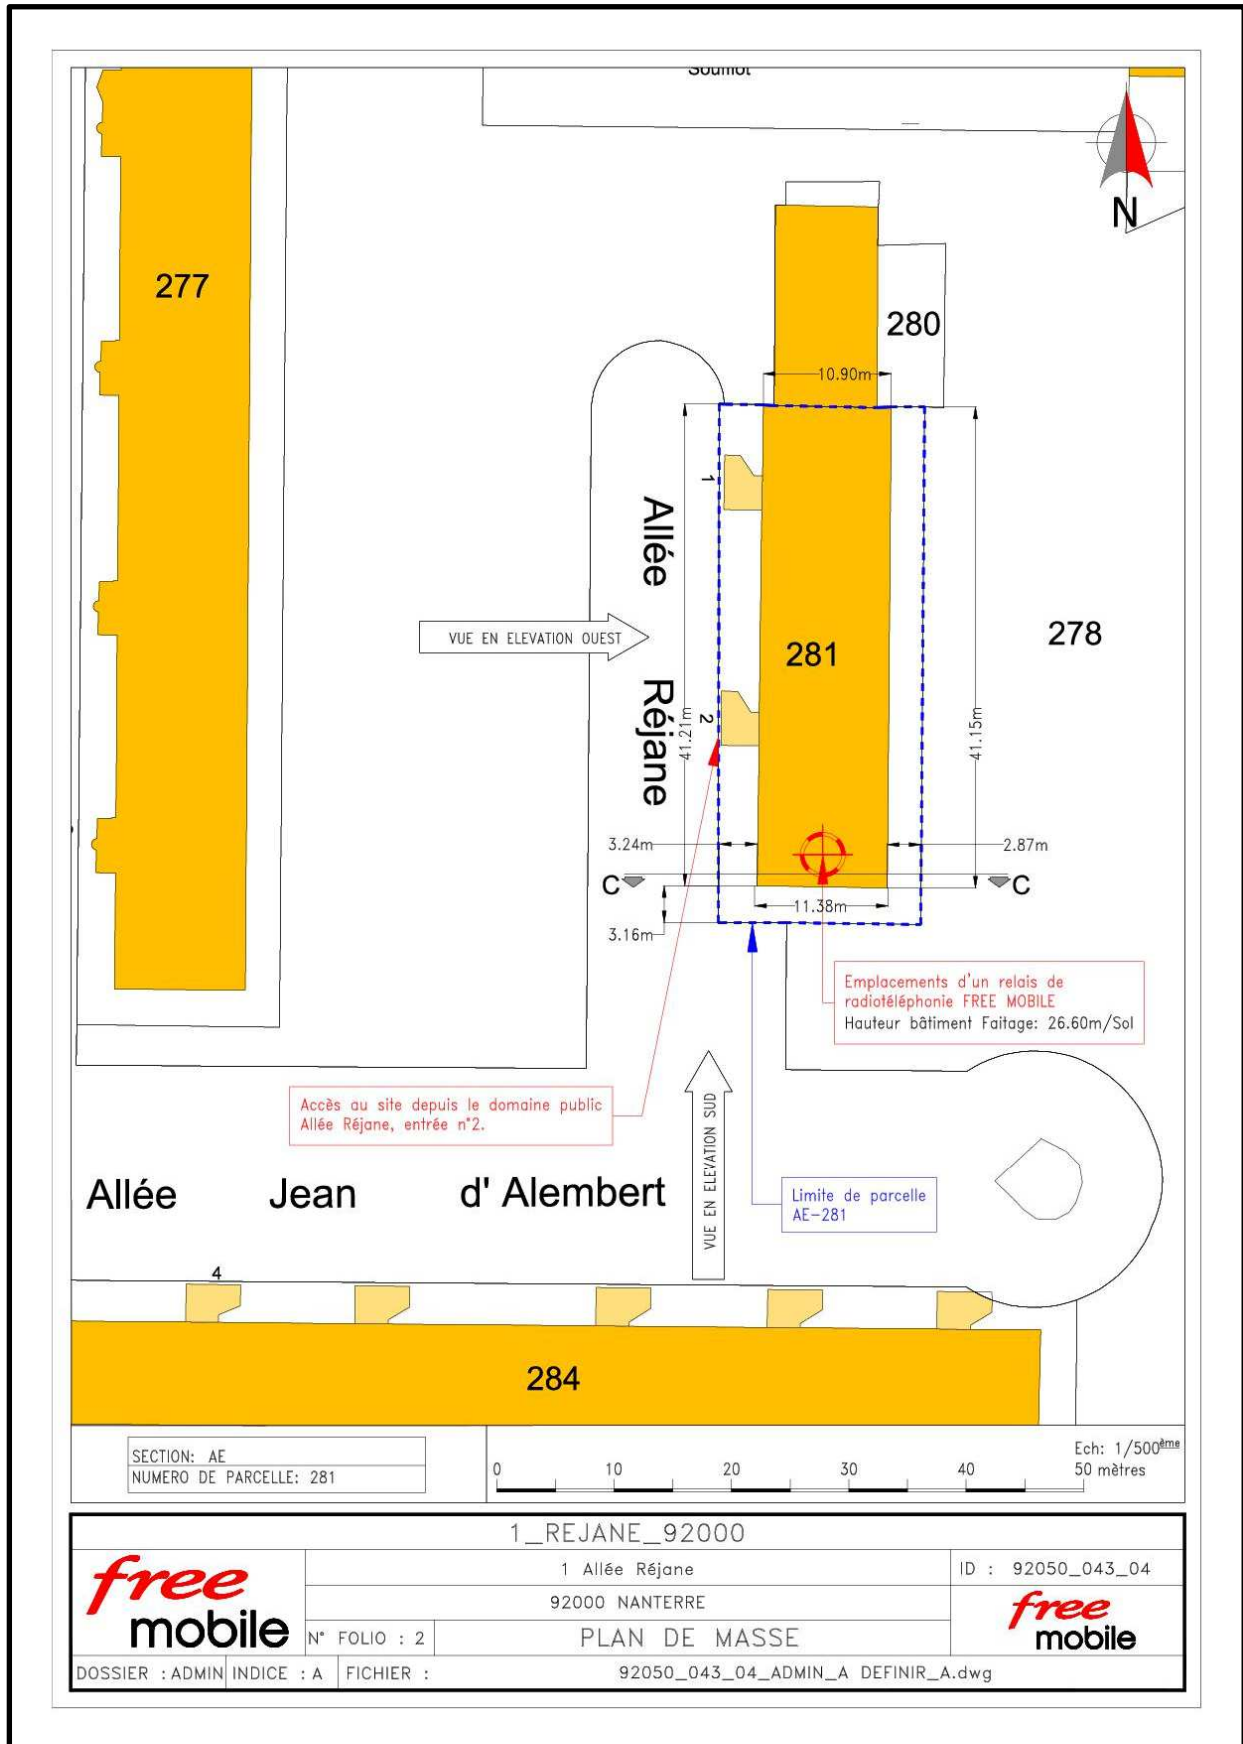 Soufflot
N
277
280
10.90m
1
Allée
VUE EN ELEVATION OUEST
281
278
Réjane
2
41.21m
41.15m
3.24m
2.87m
C
C
11.38m
3.16m
Emplacements d'un relais de
radiotéléphonie FREE MOBILE
Hauteur bâtiment Faitage: 26.60m/Sol
Accès au site depuis le domaine public
Allée Réjane, entrée n°2.
VUE EN ELEVATION SUD
Allée Jean d' Alembert
Limite de parcelle
AE-281
4
284
SECTION: AE
NUMERO DE PARCELLE: 281
Ech: 1/500ème
0 10 20 30 40 50 mètres
1_REJANE_92000
free
mobile
1 Allée Réjane
ID : 92050_043_04
92000 NANTERRE
free
mobile
N° FOLIO : 2
PLAN DE MASSE
DOSSIER : ADMIN
INDICE : A
FICHIER :
92050_043_04_ADMIN_A DEFINIR_A.dwg